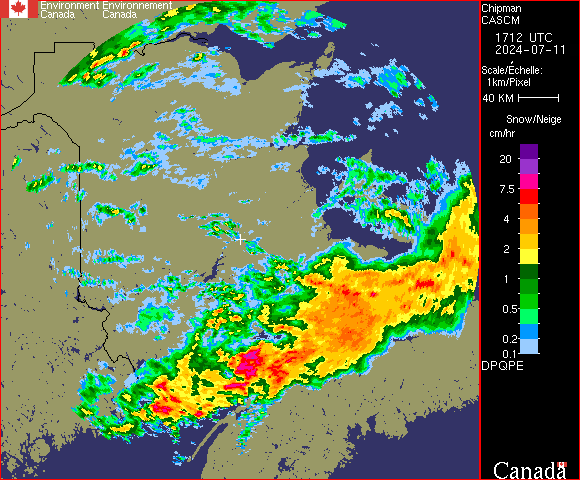 Environment Environnement
Canada Canada
Chipman
CASCM
1712 UTC
2024-07-11
Scale/Échelle:
1km/Pixel
40 KM
Snow/Neige
cm/hr
20
7.5
4
2
1
0.5
0.2
0.1
DPQPE
Canada